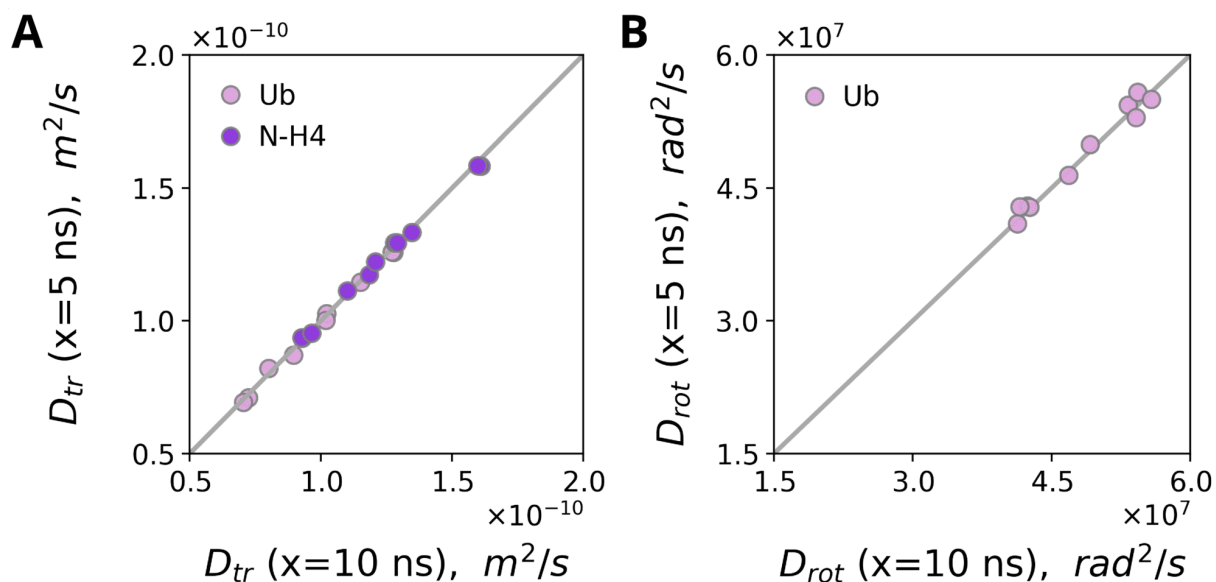 A
×10⁻¹⁰
2.0
1.5
1.0
0.5
D_tr (x=5 ns), m²/s
Ub
N-H4
0.5 1.0 1.5 2.0
×10⁻¹⁰
D_tr (x=10 ns), m²/s
B
×10⁷
6.0
4.5
3.0
1.5
D_rot (x=5 ns), rad²/s
Ub
1.5 3.0 4.5 6.0
×10⁷
D_rot (x=10 ns), rad²/s